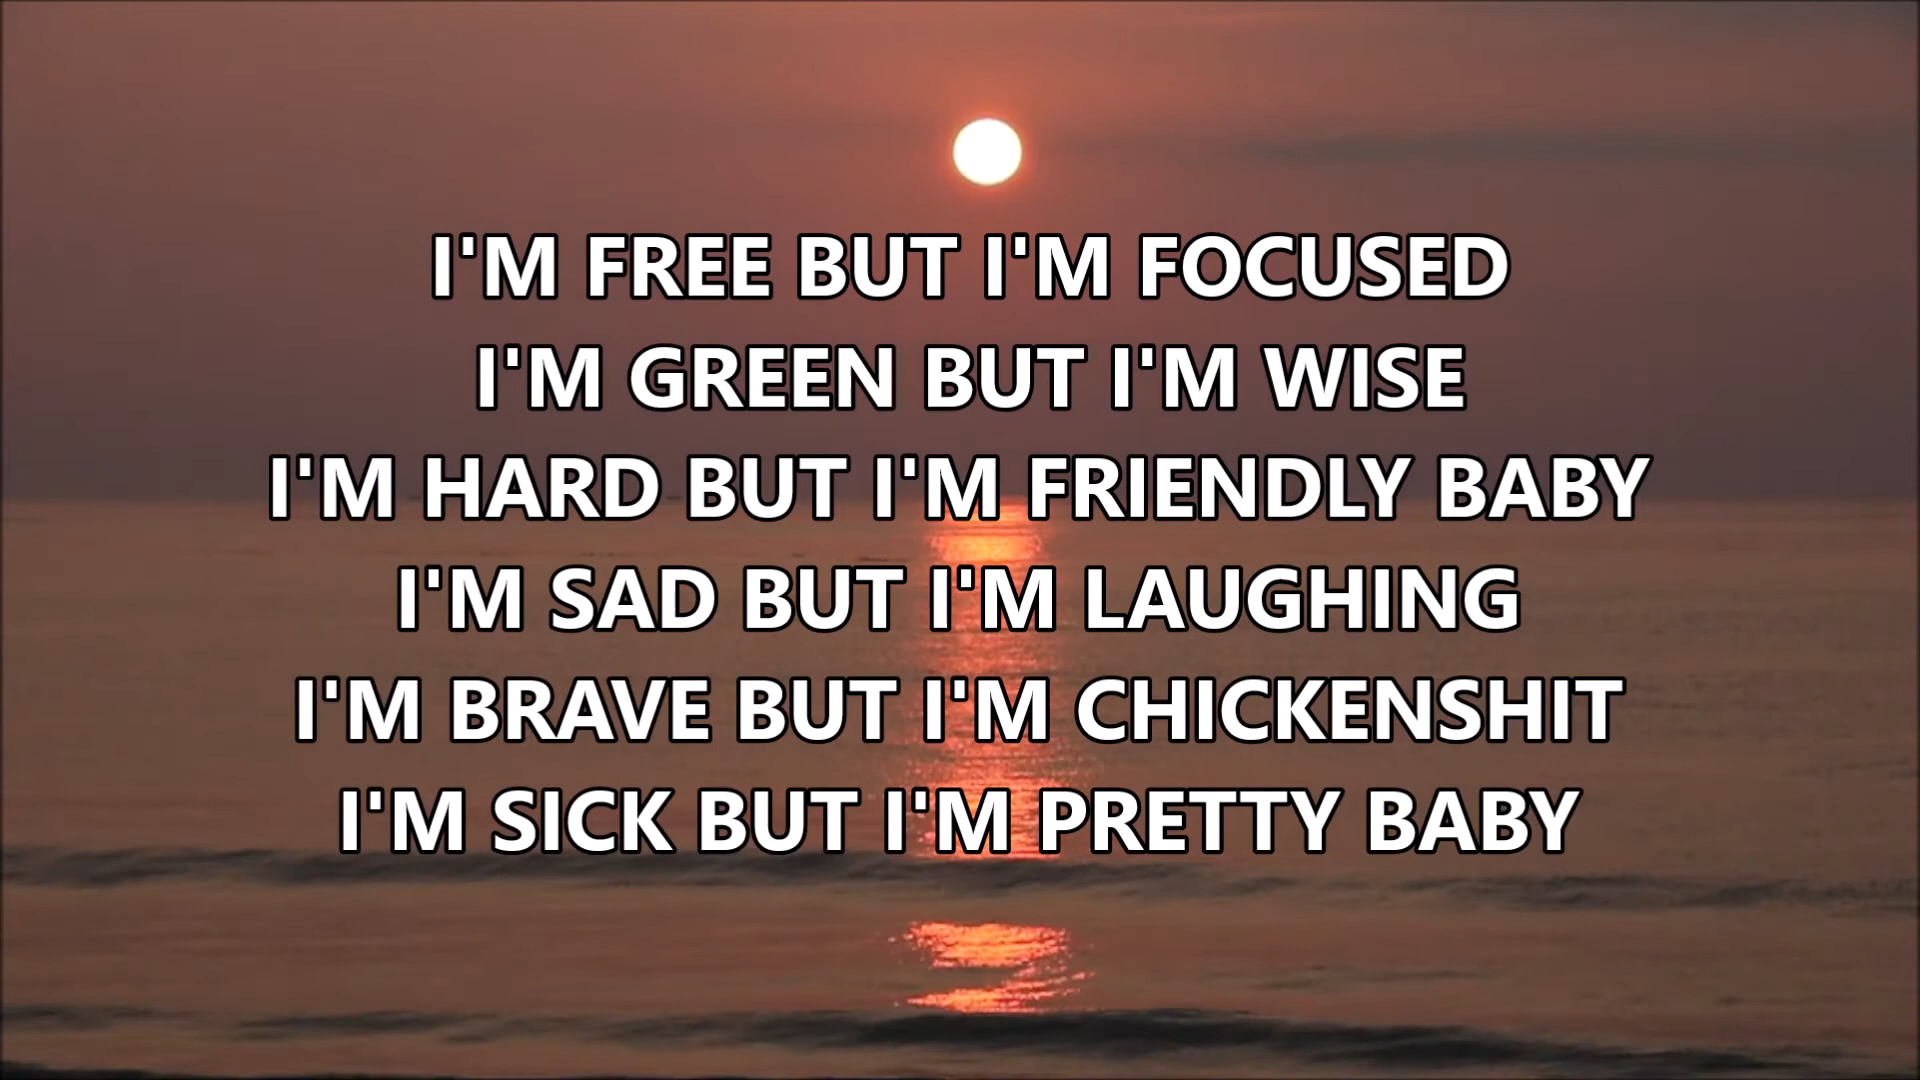 I'M FREE BUT I'M FOCUSED
I'M GREEN BUT I'M WISE
I'M HARD BUT I'M FRIENDLY BABY
I'M SAD BUT I'M LAUGHING
I'M BRAVE BUT I'M CHICKENSHIT
I'M SICK BUT I'M PRETTY BABY